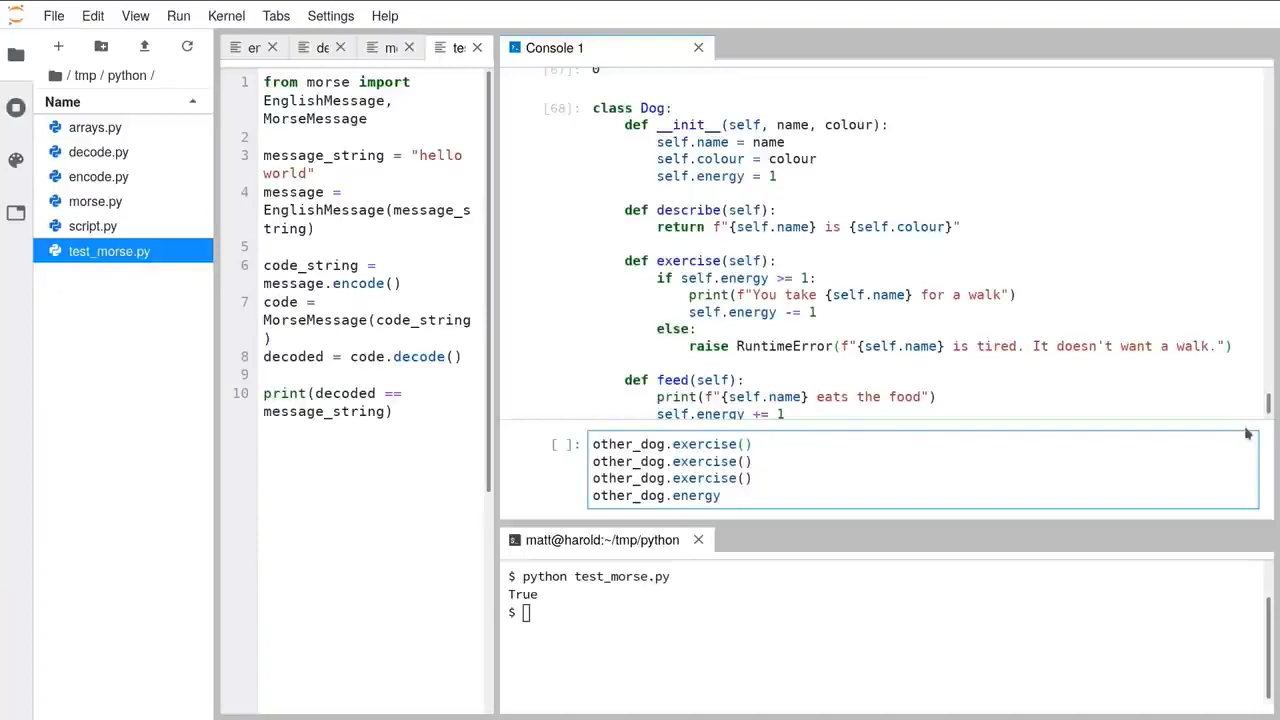 File Edit View Run Kernel Tabs Settings Help
/ tmp / python /
Name
arrays.py
decode.py
encode.py
morse.py
script.py
test_morse.py
er
de
m
tes
1 from morse import
EnglishMessage,
MorseMessage
2
3 message_string = "hello
world"
4 message =
EnglishMessage(message_s
tring)
5
6 code_string =
message.encode()
7 code =
MorseMessage(code_string
)
8 decoded = code.decode()
9
10 print(decoded ==
message_string)
Console 1
[67]: 0
[68]: class Dog:
def __init__(self, name, colour):
self.name = name
self.colour = colour
self.energy = 1
def describe(self):
return f"{self.name} is {self.colour}"
def exercise(self):
if self.energy >= 1:
print(f"You take {self.name} for a walk")
self.energy -= 1
else:
raise RuntimeError(f"{self.name} is tired. It doesn't want a walk.")
def feed(self):
print(f"{self.name} eats the food")
self.energy += 1
[ ]: other_dog.exercise()
other_dog.exercise()
other_dog.exercise()
other_dog.energy
matt@harold:~/tmp/python
$ python test_morse.py
True
$